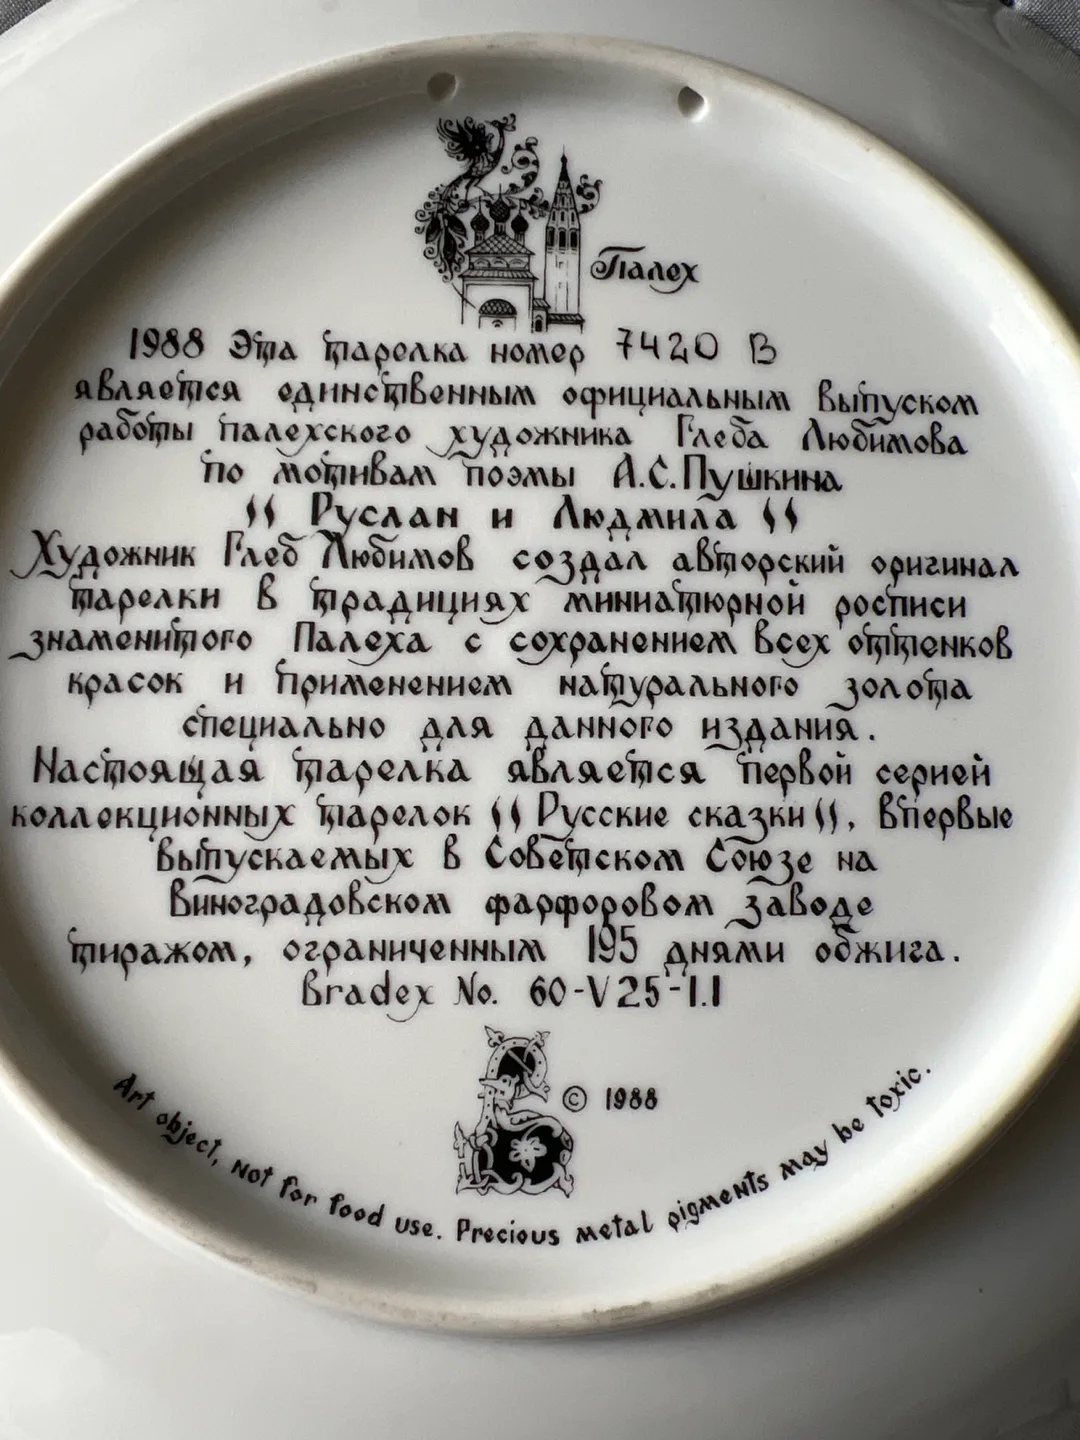 Палех
1988 Эта тарелка номер 7420 В
является единственным официальным выпуском
работы палехского художника Глеба Любимова
по мотивам поэмы А.С.Пушкина
"Руслан и Людмила"
Художник Глеб Любимов создал авторский оригинал
тарелки в традициях миниатюрной росписи
знаменитого Палеха с сохранением всех оттенков
красок и применением натурального золота
специально для данного издания.
Настоящая тарелка является первой серией
коллекционных тарелок "Русские сказки", впервые
выпускаемых в Советском Союзе на
Виноградовском фарфоровом заводе
тиражом, ограниченным 195 днями обжига.
Bradex No. 60-V25-1.1
© 1988
Art object, not for food use. Precious metal pigments may be toxic.